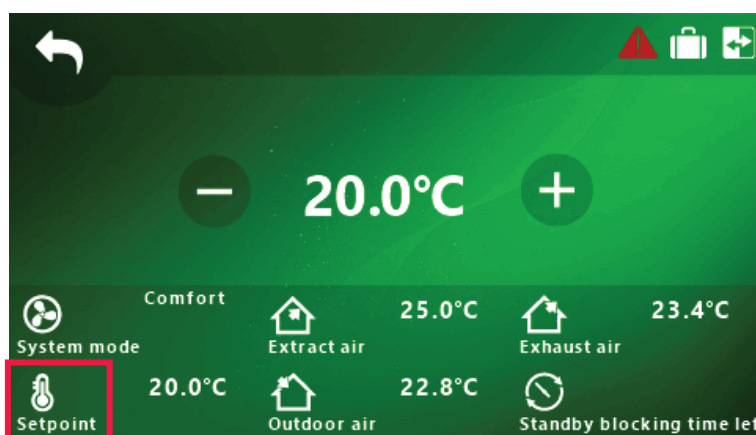 20.0°C
Comfort 25.0°C 23.4°C
System mode Extract air Exhaust air
20.0°C 22.8°C
Setpoint Outdoor air Standby blocking time le